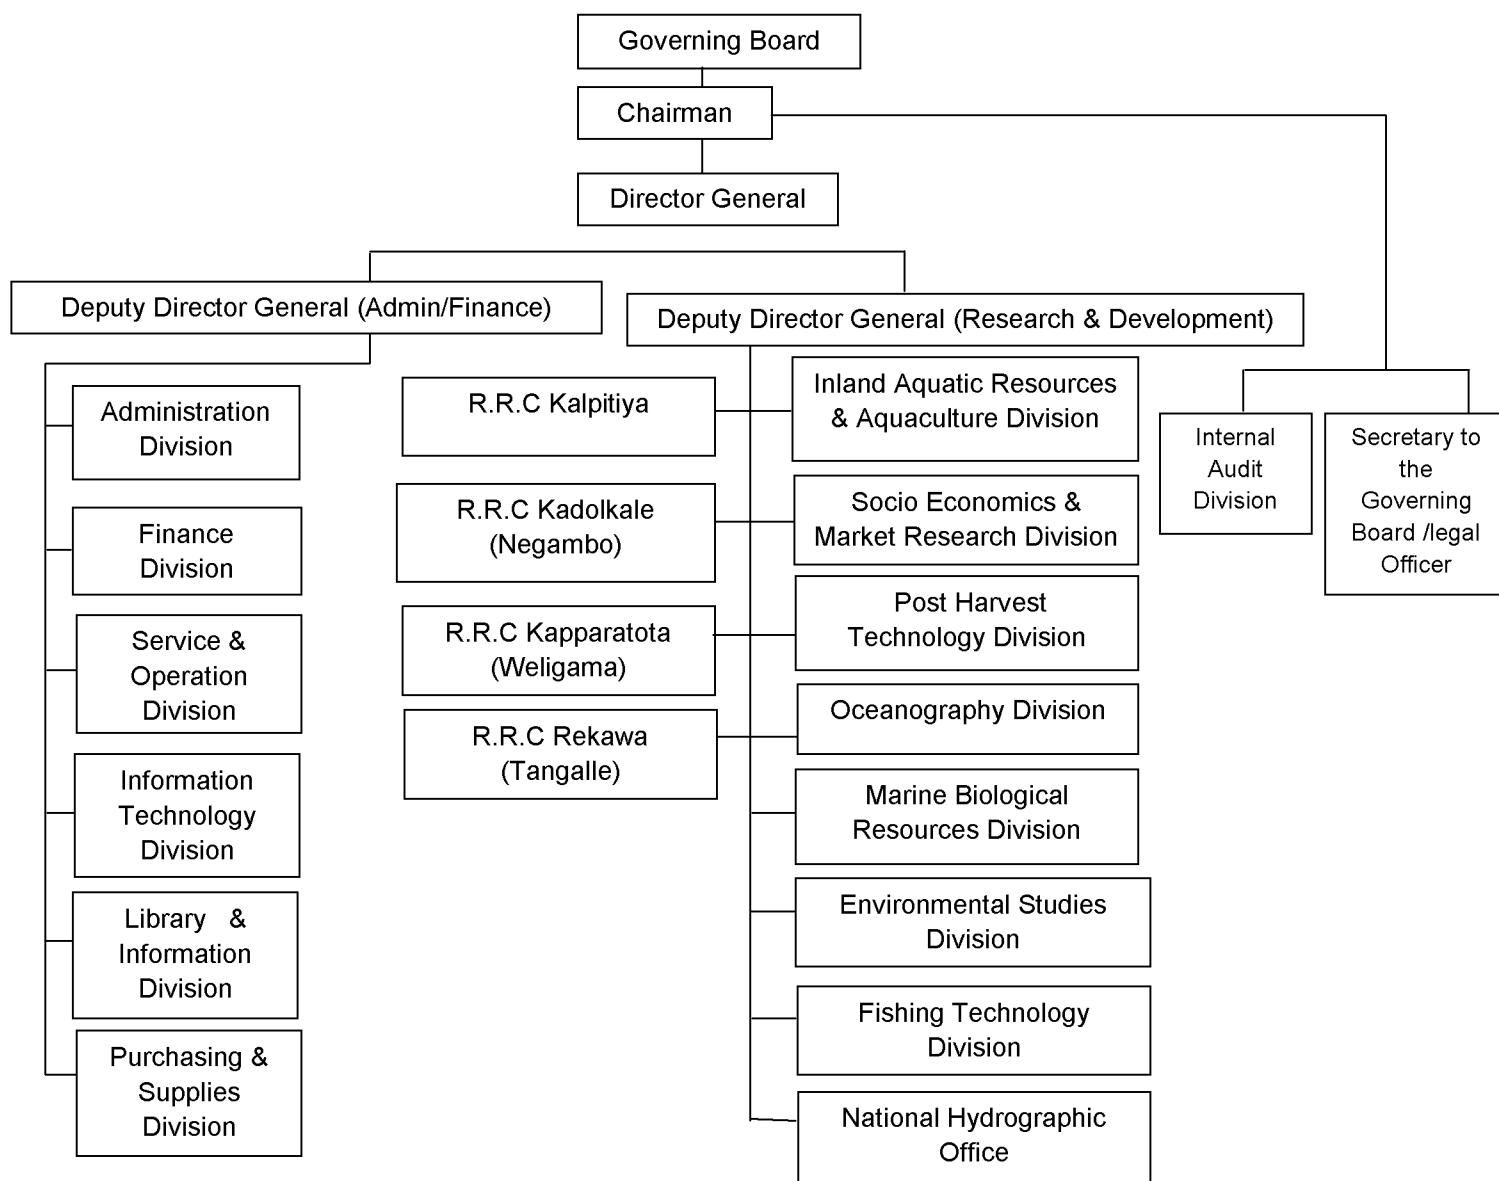 Governing Board
Chairman
Director General
Deputy Director General (Admin/Finance)
Deputy Director General (Research & Development)
Administration
Division
Finance
Division
Service &
Operation
Division
Information
Technology
Division
Library & 
Information
Division
Purchasing &
Supplies
Division
R.R.C Kalpitiya
R.R.C Kadolkale
(Negambo)
R.R.C Kapparatota
(Weligama)
R.R.C Rekawa
(Tangalle)
Inland Aquatic Resources
& Aquaculture Division
Socio Economics &
Market Research Division
Post Harvest
Technology Division
Oceanography Division
Marine Biological
Resources Division
Environmental Studies
Division
Fishing Technology
Division
National Hydrographic
Office
Internal
Audit
Division
Secretary to
the
Governing
Board /legal
Officer